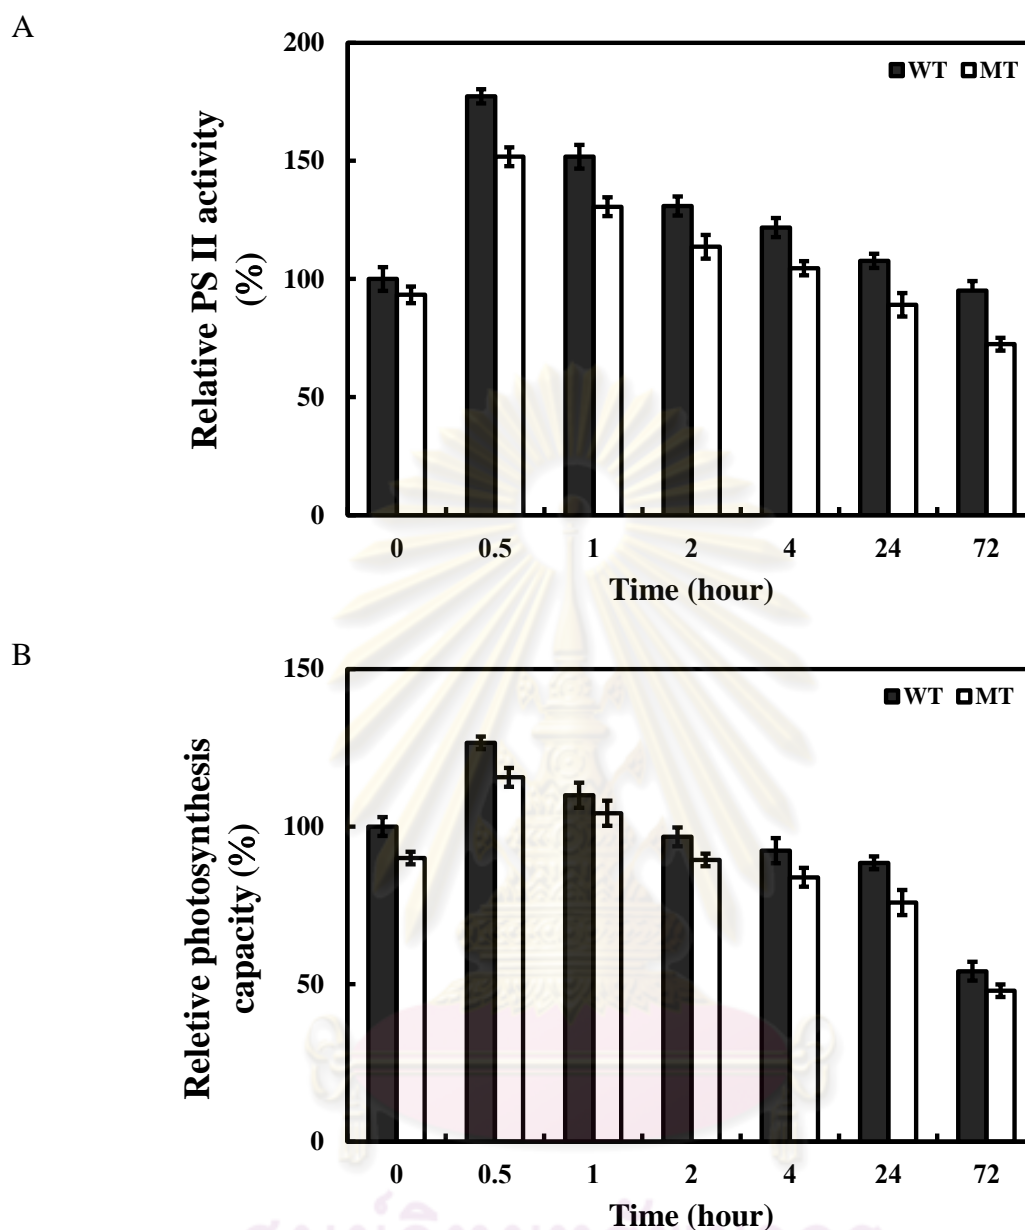 A
200
WT MT
150
100
50
0
Relative PS II activity
(%)
0 0.5 1 2 4 24 72
Time (hour)
B
150
WT MT
100
50
0
Reletive photosynthesis
capacity (%)
0 0.5 1 2 4 24 72
Time (hour)